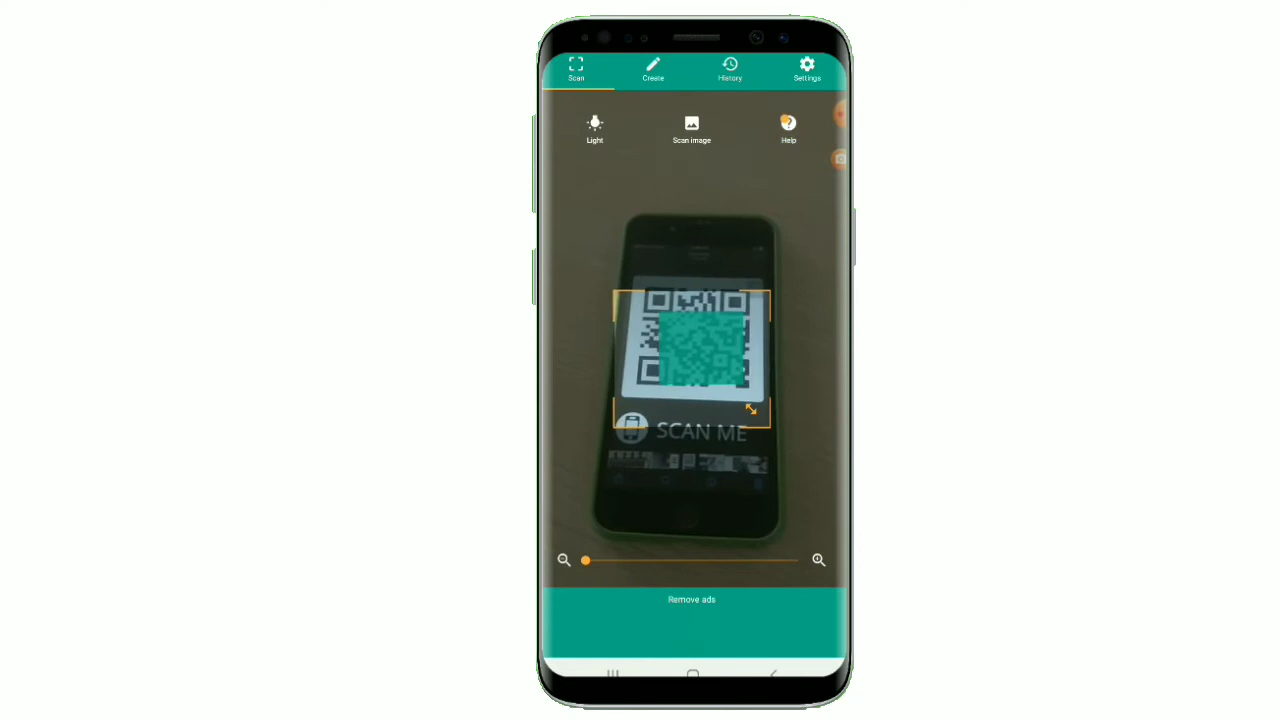 Scan
Create
History
Settings
Light
Scan image
Help
SCAN ME
Remove ads